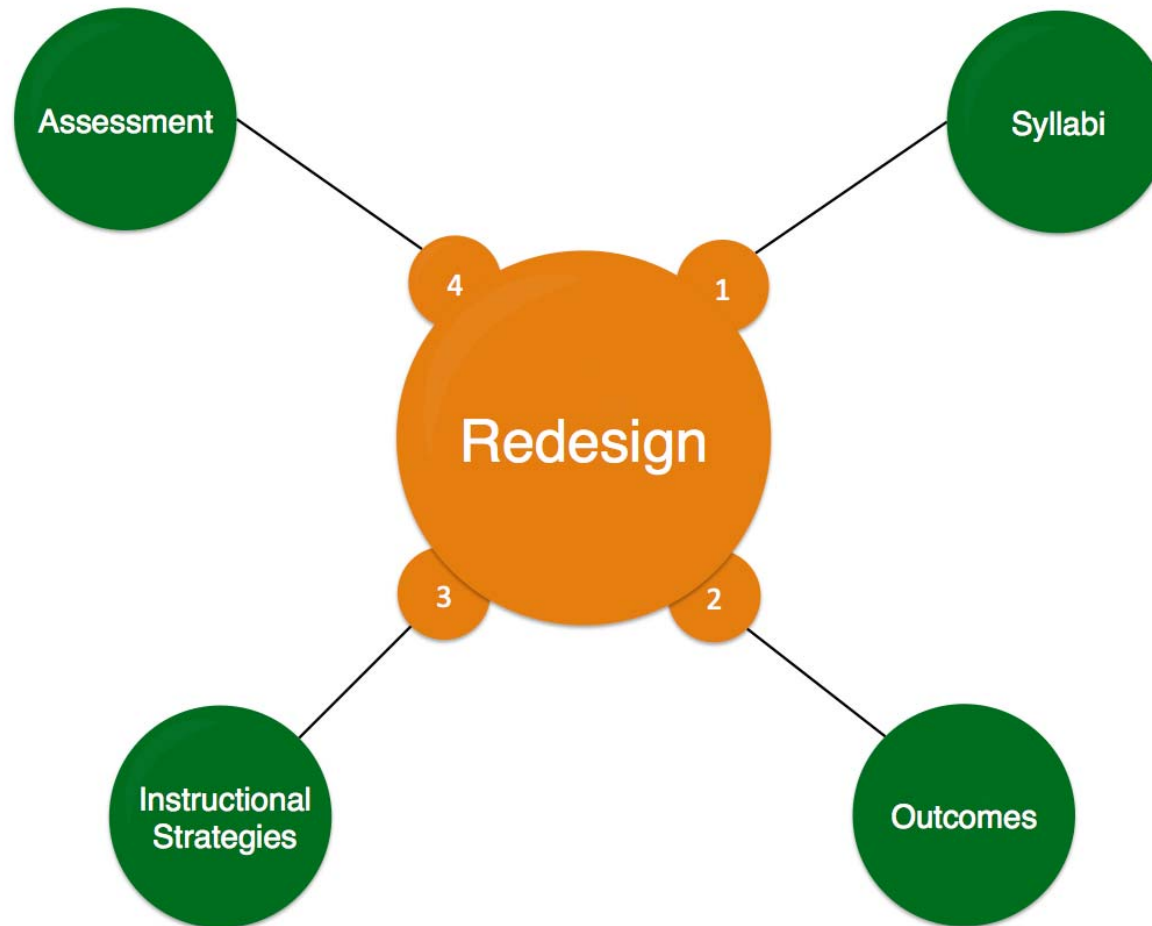 Assessment
Syllabi
4
1
Redesign
3
2
Instructional
Strategies
Outcomes